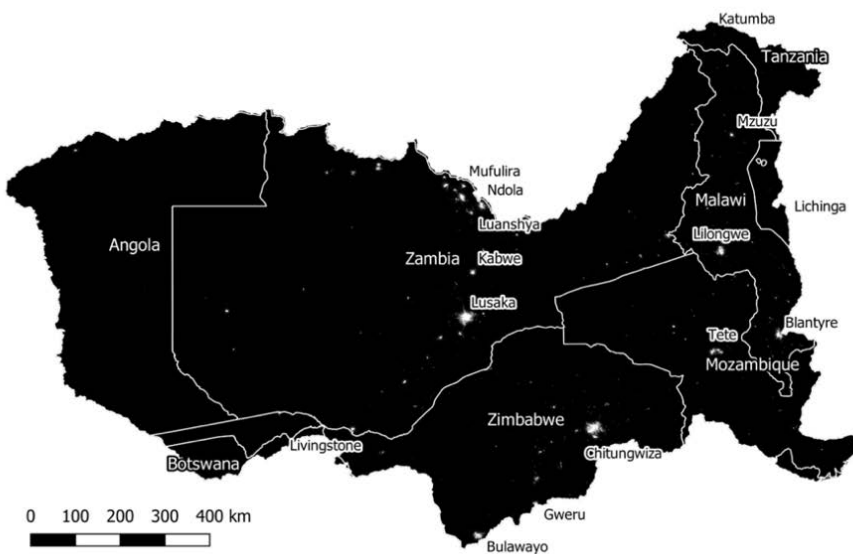 Katumba
Tanzania
Mzuzu
Mufulira
Ndola
Malawi
Lichinga
Luanshya
Angola
Zambia
Kabwe
Lilongwe
Lusaka
Blantyre
Tete
Mozambique
Zimbabwe
Livingstone
Chitungwiza
Botswana
0 100 200 300 400 km
Gweru
Bulawayo